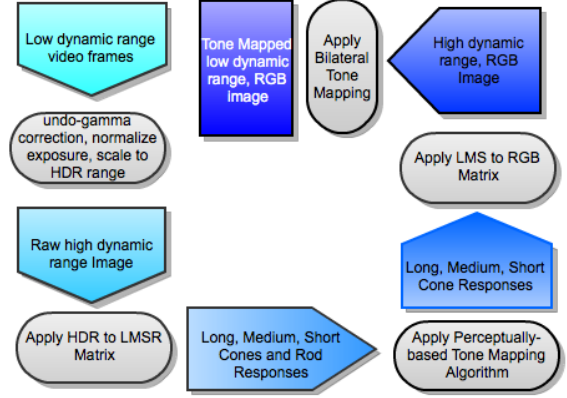 Low dynamic range
video frames
undo-gamma
correction, normalize
exposure, scale to
HDR range
Raw high dynamic
range Image
Apply HDR to LMSR
Matrix
Long, Medium, Short
Cones and Rod
Responses
Apply Perceptually-
based Tone Mapping
Algorithm
Long, Medium, Short
Cone Responses
Apply LMS to RGB
Matrix
High dynamic
range, RGB
Image
Apply
Bilateral
Tone
Mapping
Tone Mapped
low dynamic
range, RGB
image